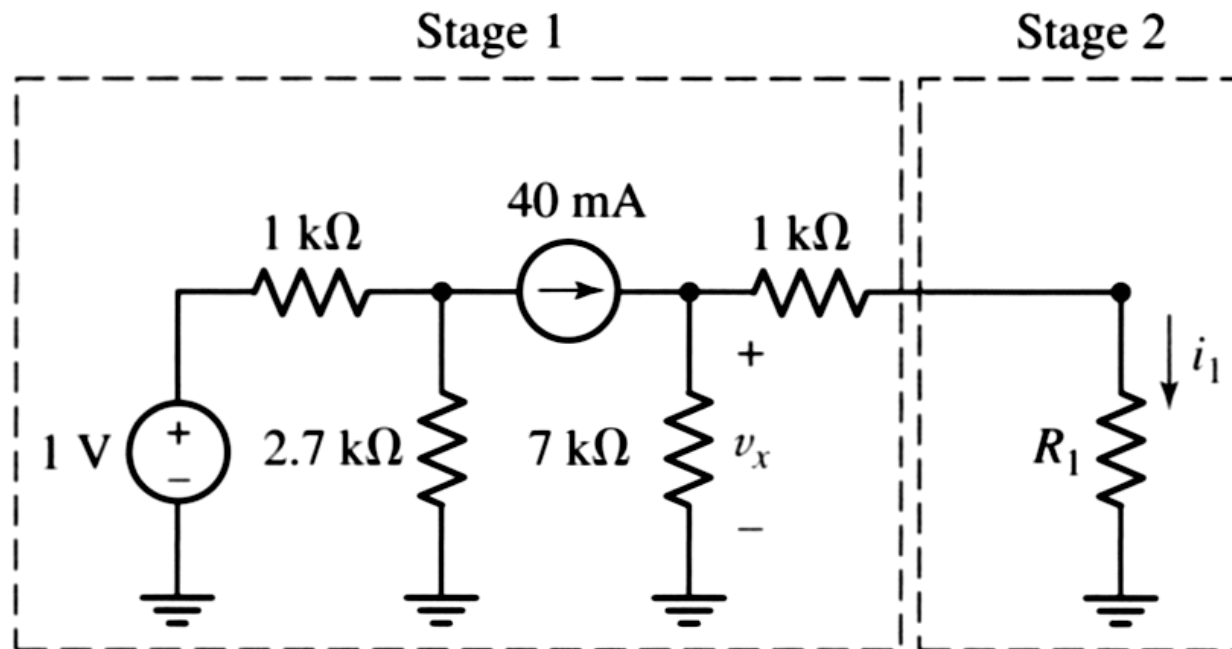 Stage 1
Stage 2
40 mA
1 kΩ
1 kΩ
+
i₁
1 V
+
−
2.7 kΩ
7 kΩ
vₓ
−
R₁